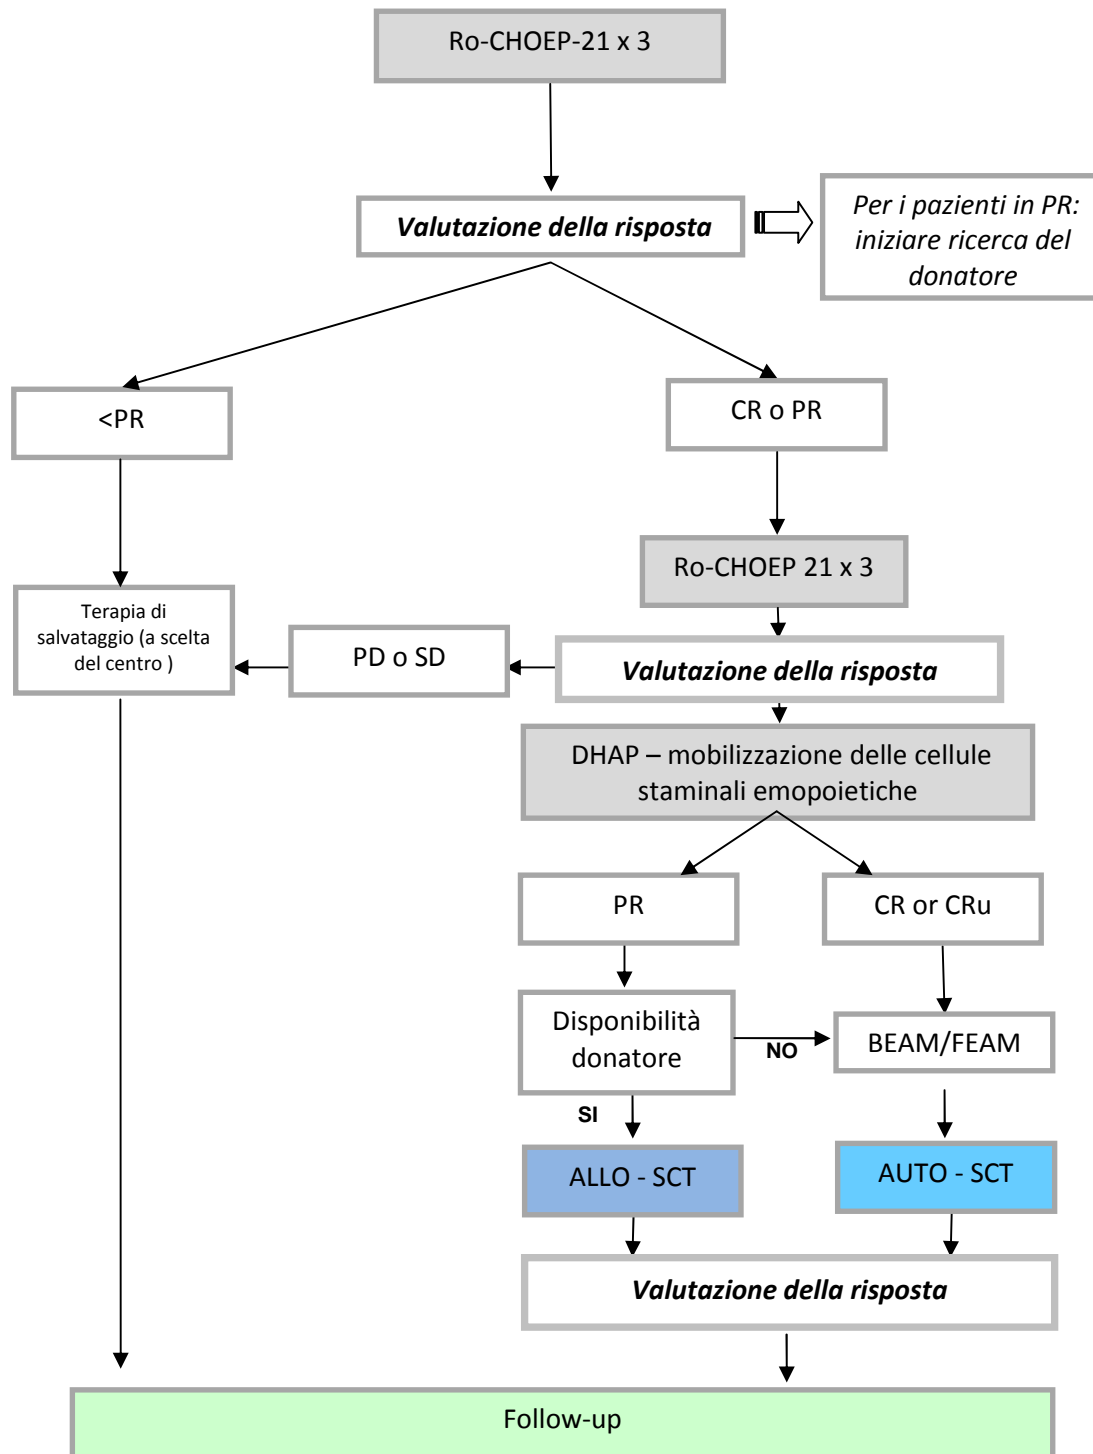 Ro-CHOEP-21 x 3
Valutazione della risposta
Per i pazienti in PR:
iniziare ricerca del
donatore
<PR
CR o PR
Ro-CHOEP 21 x 3
Terapia di
salvataggio (a scelta
del centro )
PD o SD
Valutazione della risposta
DHAP – mobilizzazione delle cellule
staminali emopoietiche
PR
CR or CRu
Disponibilità
donatore
NO
BEAM/FEAM
SI
ALLO - SCT
AUTO - SCT
Valutazione della risposta
Follow-up